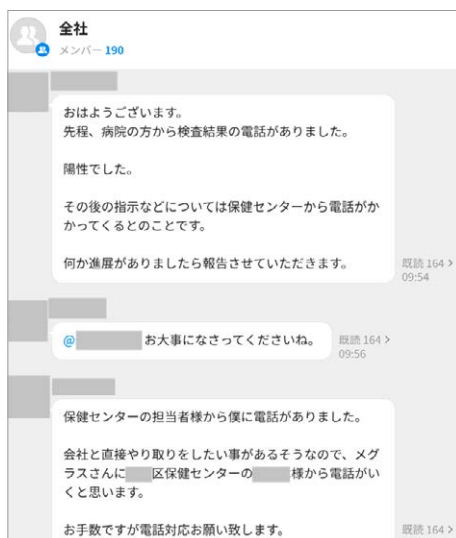 全社
メンバー 190
おはようございます。
先程、病院の方から検査結果の電話がありました。
陽性でした。
その後の指示などについては保健センターから電話がか
かってくるとのことです。
何か進展がありましたら報告させていただきます。
既読 164 >
09:54
@ お大事になさってくださいね。
既読 164 >
09:56
保健センターの担当者様から僕に電話がありました。
会社と直接やり取りをしたい事があるそうなので、メグ
ラスさんに 区保健センターの 様から電話がい
くと思います。
お手数ですが電話対応お願い致します。
既読 164 >